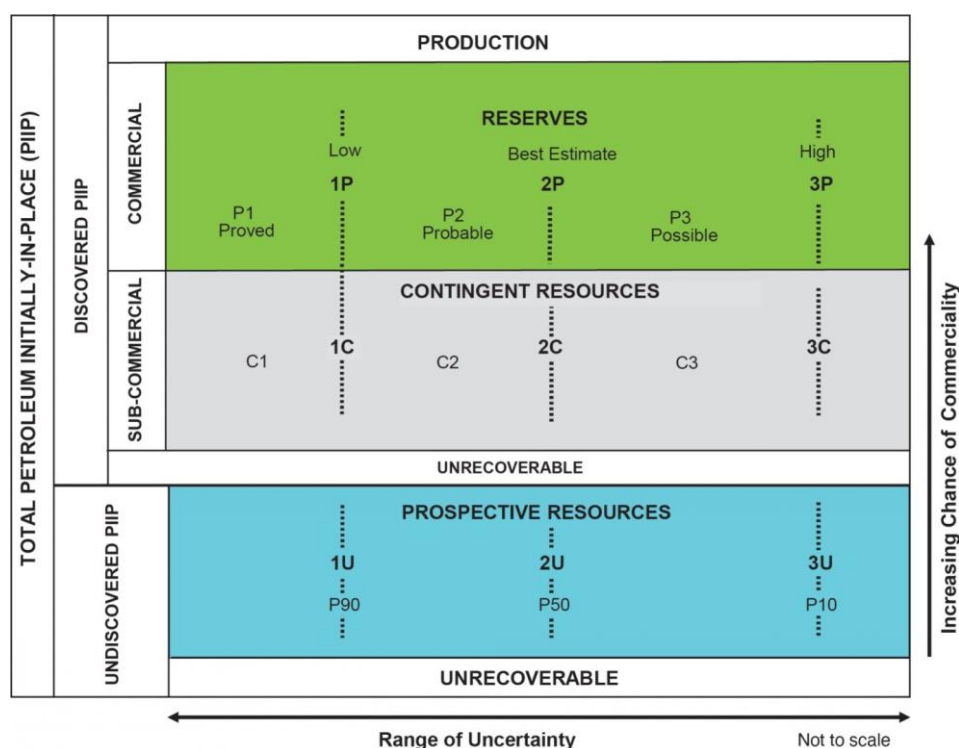 TOTAL PETROLEUM INITIALLY-IN-PLACE (PIIP)
DISCOVERED PIIP
UNDISCOVERED PIIP
COMMERCIAL
SUB-COMMERCIAL
PRODUCTION
RESERVES
Low
Best Estimate
High
1P
2P
3P
P1
Proved
P2
Probable
P3
Possible
CONTINGENT RESOURCES
1C
2C
3C
C1
C2
C3
UNRECOVERABLE
PROSPECTIVE RESOURCES
1U
2U
3U
P90
P50
P10
UNRECOVERABLE
Increasing Chance of Commerciality
Range of Uncertainty
Not to scale